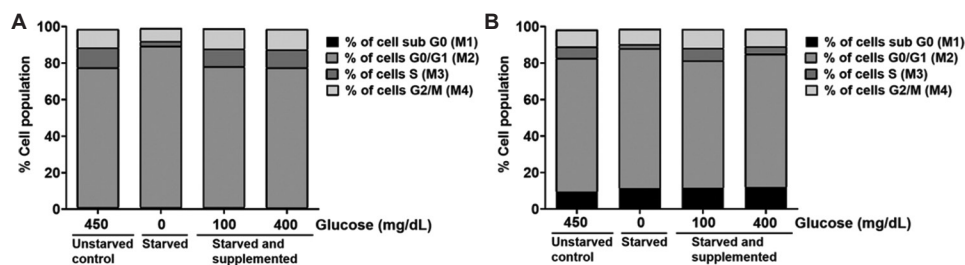 A
% Cell population
100
80
60
40
20
0
% of cell sub G0 (M1)
% of cells G0/G1 (M2)
% of cells S (M3)
% of cells G2/M (M4)
450 0 100 400 Glucose (mg/dL)
Unstarved control
Starved
Starved and supplemented
B
% Cell population
100
80
60
40
20
0
% of cell sub G0 (M1)
% of cells G0/G1 (M2)
% of cells S (M3)
% of cells G2/M (M4)
450 0 100 400 Glucose (mg/dL)
Unstarved control
Starved
Starved and supplemented